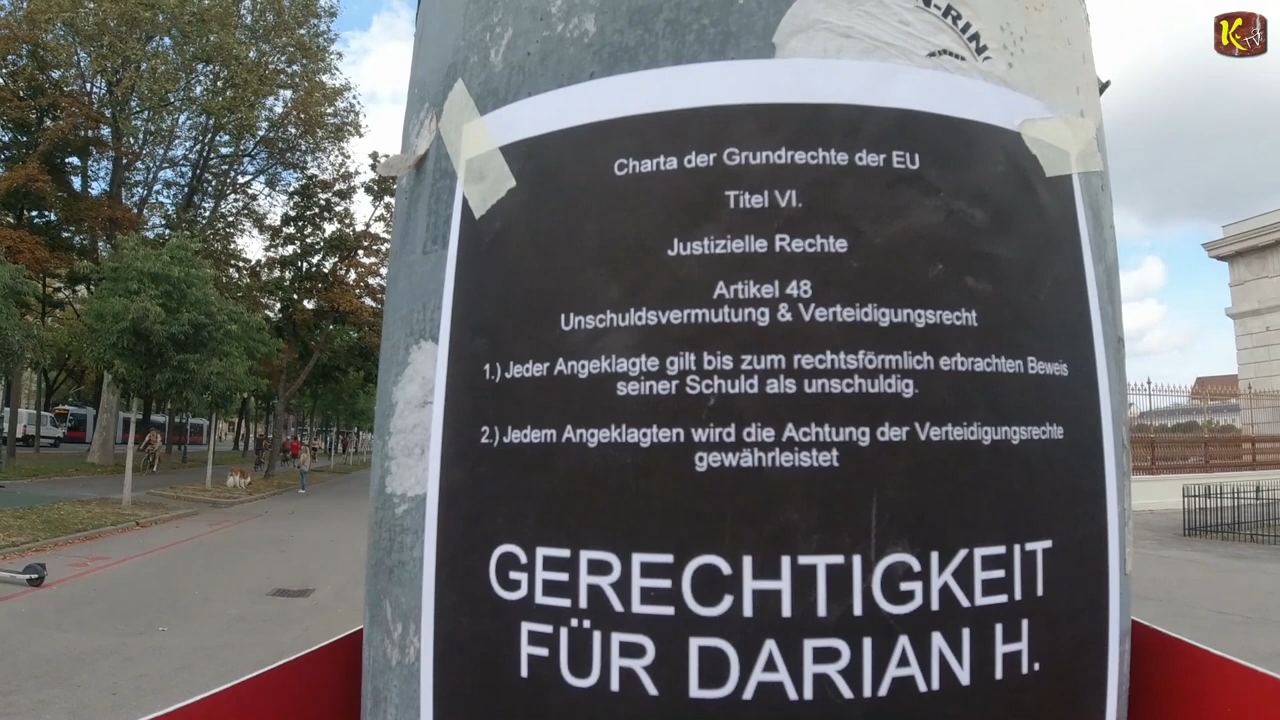 N-RING
K TV
Charta der Grundrechte der EU
Titel VI.
Justizielle Rechte
Artikel 48
Unschuldsvermutung & Verteidigungsrecht
1.) Jeder Angeklagte gilt bis zum rechtsförmlich erbrachten Beweis
seiner Schuld als unschuldig.
2.) Jedem Angeklagten wird die Achtung der Verteidigungsrechte
gewährleistet
GERECHTIGKEIT
FÜR DARIAN H.